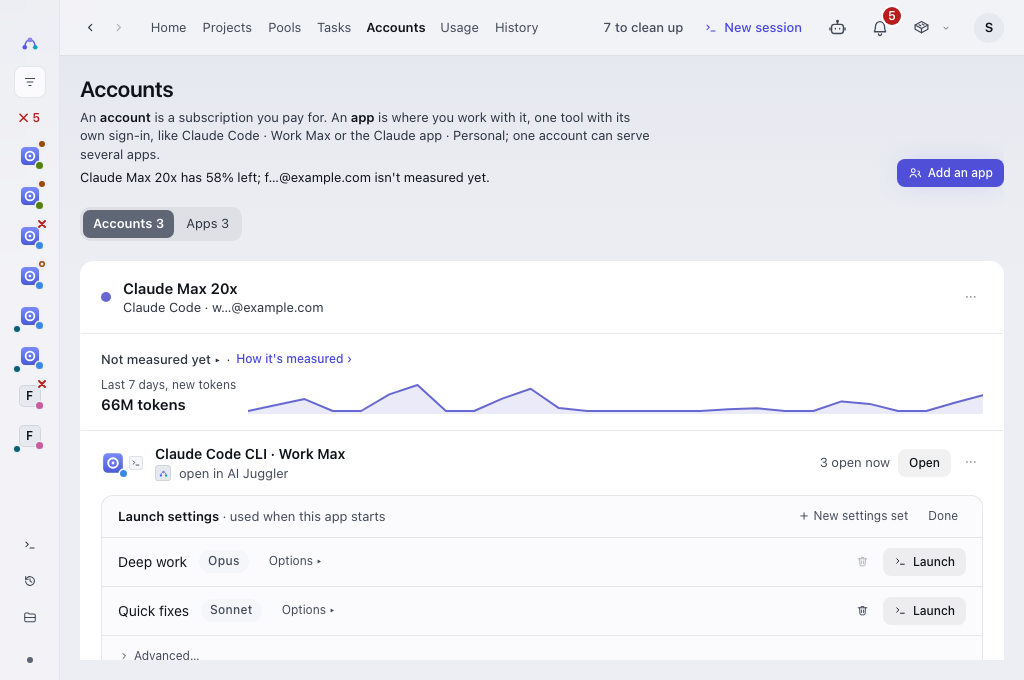 Home Projects Pools Tasks Accounts Usage History 7 to clean up New session 5 S
5
F
F
Accounts
An account is a subscription you pay for. An app is where you work with it, one tool with its
own sign-in, like Claude Code · Work Max or the Claude app · Personal; one account can serve
several apps.
Claude Max 20x has 58% left; f...@example.com isn't measured yet.
Add an app
Accounts 3 Apps 3
Claude Max 20x
Claude Code · w...@example.com
Not measured yet ▸ · How it's measured ›
Last 7 days, new tokens
66M tokens
Claude Code CLI · Work Max
open in AI Juggler
3 open now Open ...
Launch settings · used when this app starts
+ New settings set Done
Deep work Opus Options ▸ Launch
Quick fixes Sonnet Options ▸ Launch
› Advanced...